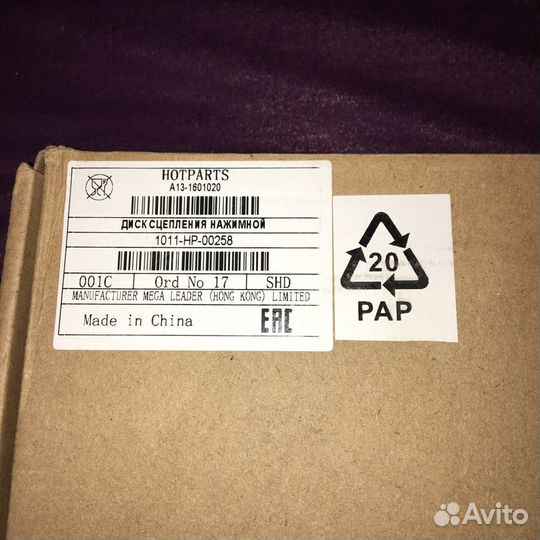 HOTPARTS
A13-1601020
ДИСК СЦЕПЛЕНИЯ НАЖИМНОЙ
1011-HP-00258
001C Ord No 17 SHD
MANUFACTURER MEGA LEADER (HONG KONG) LIMITED
Made in China EAC
20
PAP
Avito